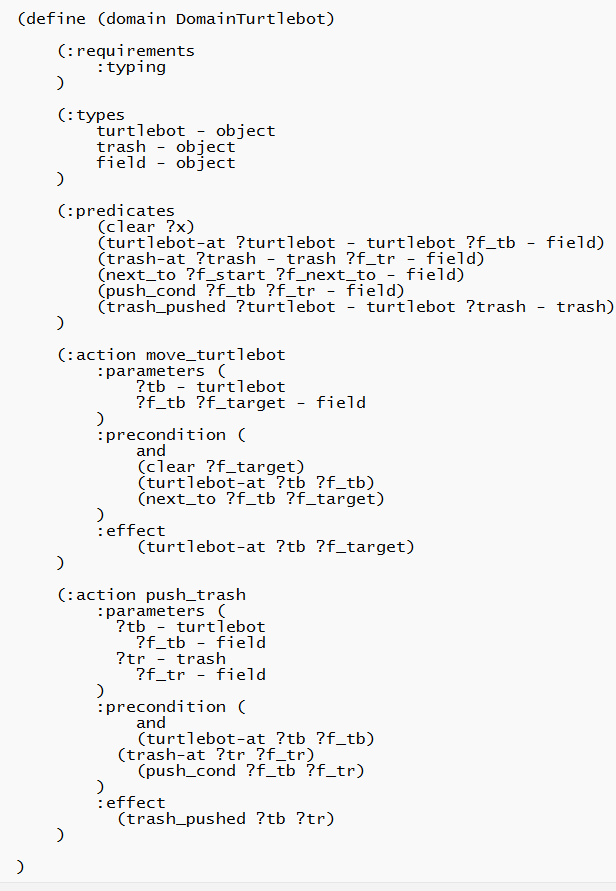 (define (domain DomainTurtlebot)
(:requirements
:typing
)
(:types
turtlebot - object
trash - object
field - object
)
(:predicates
(clear ?x)
(turtlebot-at ?turtlebot - turtlebot ?f_tb - field)
(trash-at ?trash - trash ?f_tr - field)
(next_to ?f_start ?f_next_to - field)
(push_cond ?f_tb ?f_tr - field)
(trash_pushed ?turtlebot - turtlebot ?trash - trash)
)
(:action move_turtlebot
:parameters (
?tb - turtlebot
?f_tb ?f_target - field
)
:precondition (
and
(clear ?f_target)
(turtlebot-at ?tb ?f_tb)
(next_to ?f_tb ?f_target)
)
:effect
(turtlebot-at ?tb ?f_target)
)
(:action push_trash
:parameters (
?tb - turtlebot
?f_tb - field
?tr - trash
?f_tr - field
)
:precondition (
and
(turtlebot-at ?tb ?f_tb)
(trash-at ?tr ?f_tr)
(push_cond ?f_tb ?f_tr)
)
:effect
(trash_pushed ?tb ?tr)
)
)